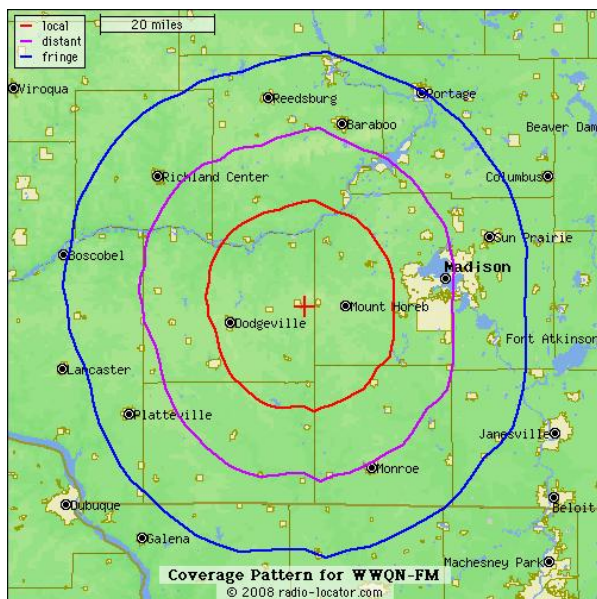 local
distant
fringe
20 miles
Viroqua
Reedsburg
Portage
Baraboo
Beaver Dam
Richland Center
Columbus
Sun Prairie
Boscobel
Madison
Mount Horeb
Dodgeville
Fort Atkinson
Lancaster
Platteville
Janesville
Monroe
Dubuque
Beloit
Galena
Machesney Park
Coverage Pattern for WWQN-FM
© 2008 radio-locator.com